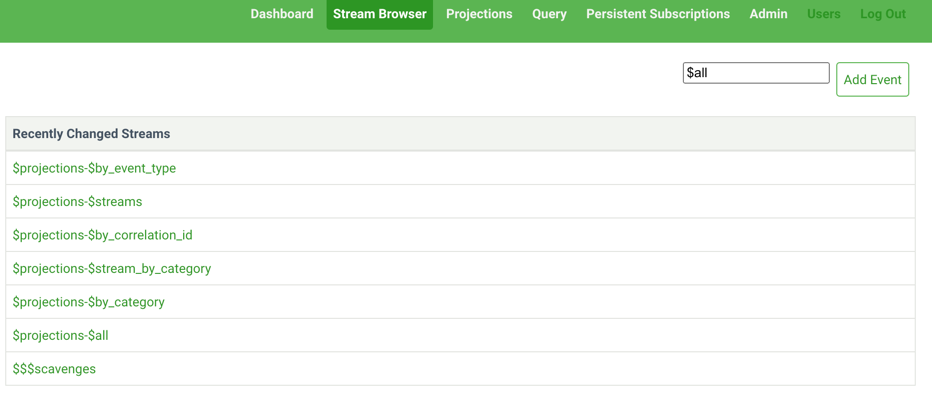 Dashboard Stream Browser Projections Query Persistent Subscriptions Admin Users Log Out
$all Add Event
Recently Changed Streams
$projections-$by_event_type
$projections-$streams
$projections-$by_correlation_id
$projections-$stream_by_category
$projections-$by_category
$projections-$all
$$$scavenges